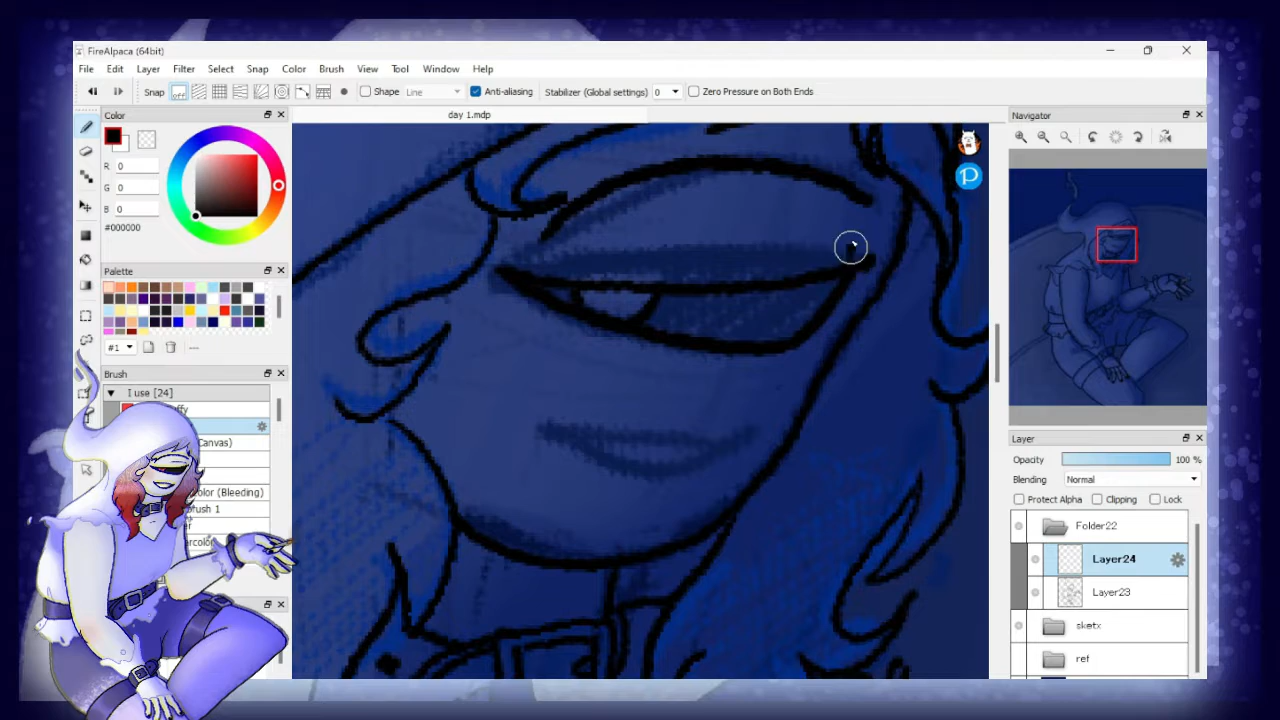 FireAlpaca (64bit)
File Edit Layer Filter Select Snap Color Brush View Tool Window Help
Snap off Shape Line Anti-aliasing Stabilizer (Global settings) 0 Zero Pressure on Both Ends
Color
day 1.mdp
Navigator
R 0
G 0
B 0
#000000
P
Palette
#1
---
Brush
I use [24]
Canvas)
color (Bleeding)
Layer
Opacity 100 %
Blending Normal
Protect Alpha Clipping Lock
Folder22
Layer24
Layer23
sketx
ref